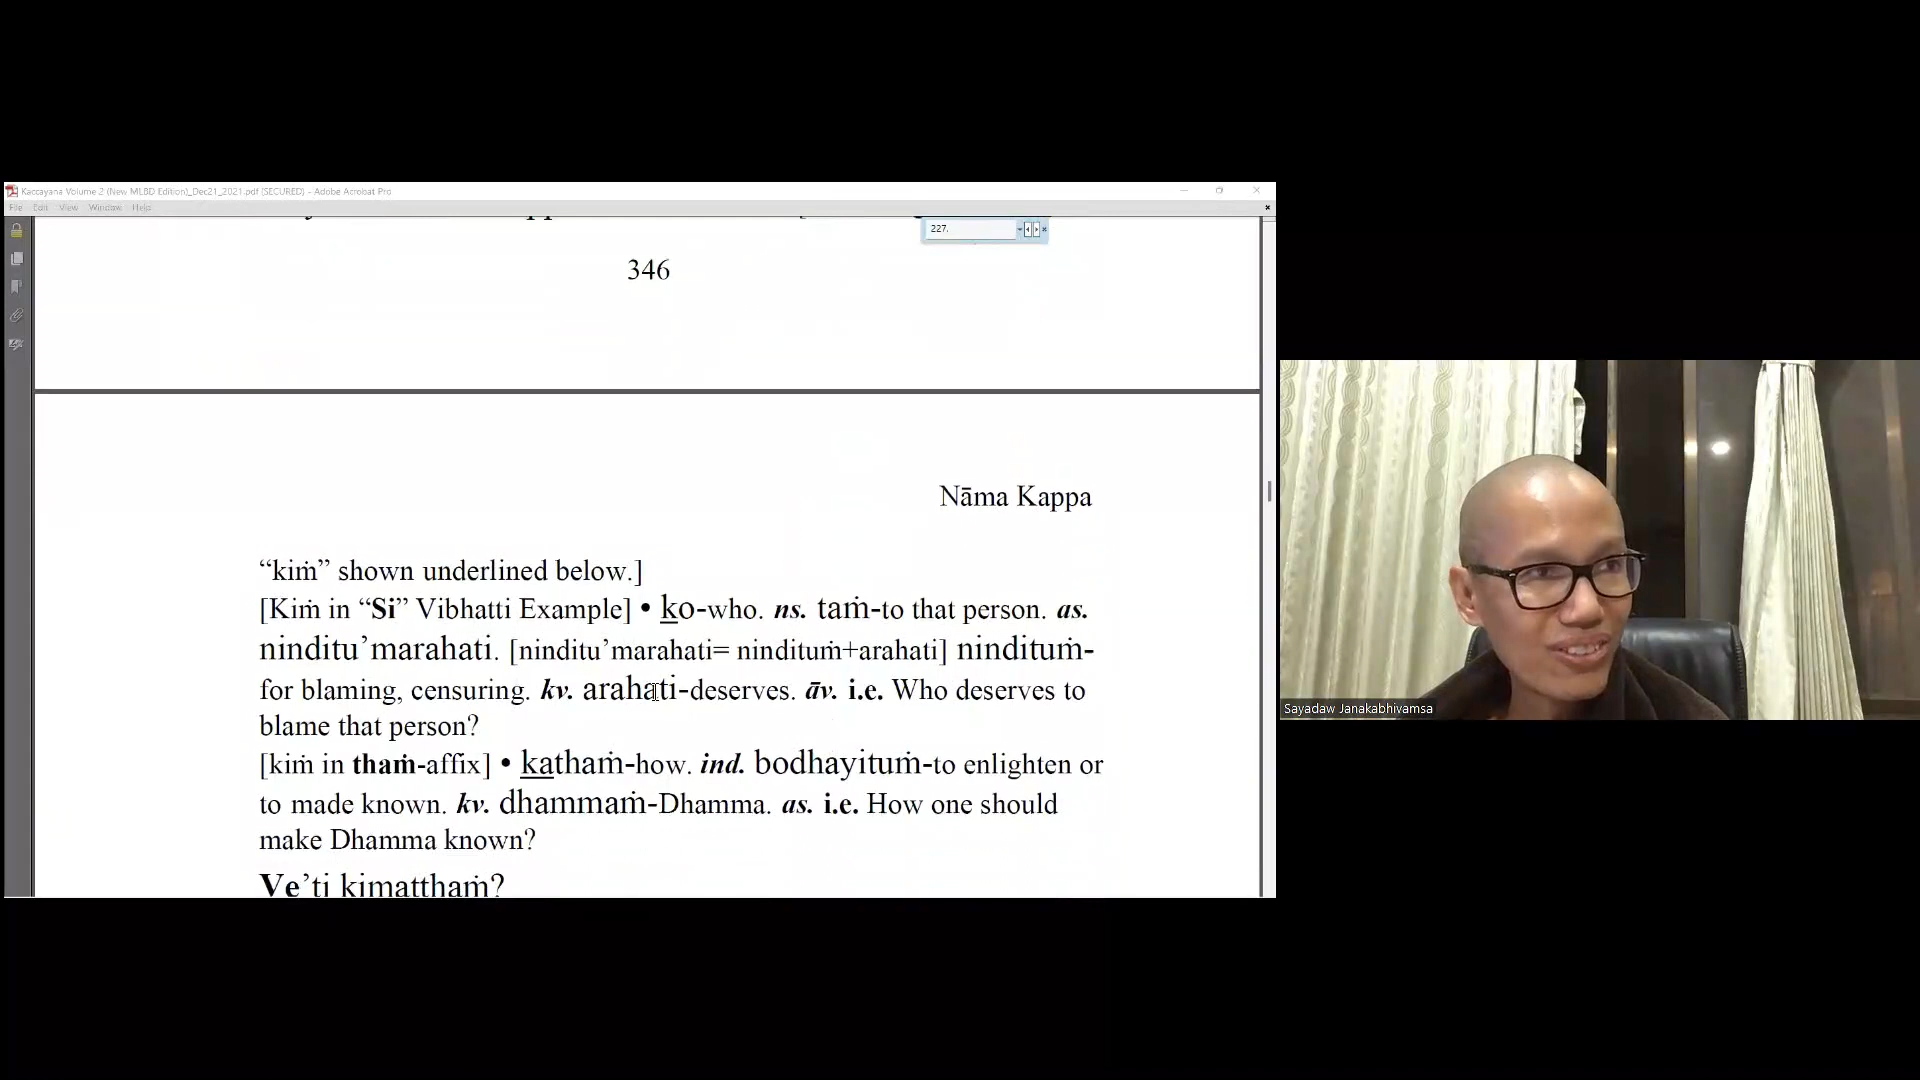 Kaccayana Volume 2 (New MLBD Edition)_Dec21_2021.pdf (SECURED) - Adobe Acrobat Pro
File Edit View Window Help
227.
346
Nāma Kappa
“kiṁ” shown underlined below.]
[Kiṁ in “Si” Vibhatti Example] • ko-who. ns. taṁ-to that person. as.
ninditu’marahati. [ninditu’marahati= nindituṁ+arahati] nindituṁ-
for blaming, censuring. kv. arahati-deserves. āv. i.e. Who deserves to
blame that person?
[kiṁ in thaṁ-affix] • kathaṁ-how. ind. bodhayituṁ-to enlighten or
to made known. kv. dhammaṁ-Dhamma. as. i.e. How one should
make Dhamma known?
Ve’ti kimatthaṁ?
Sayadaw Janakabhivamsa